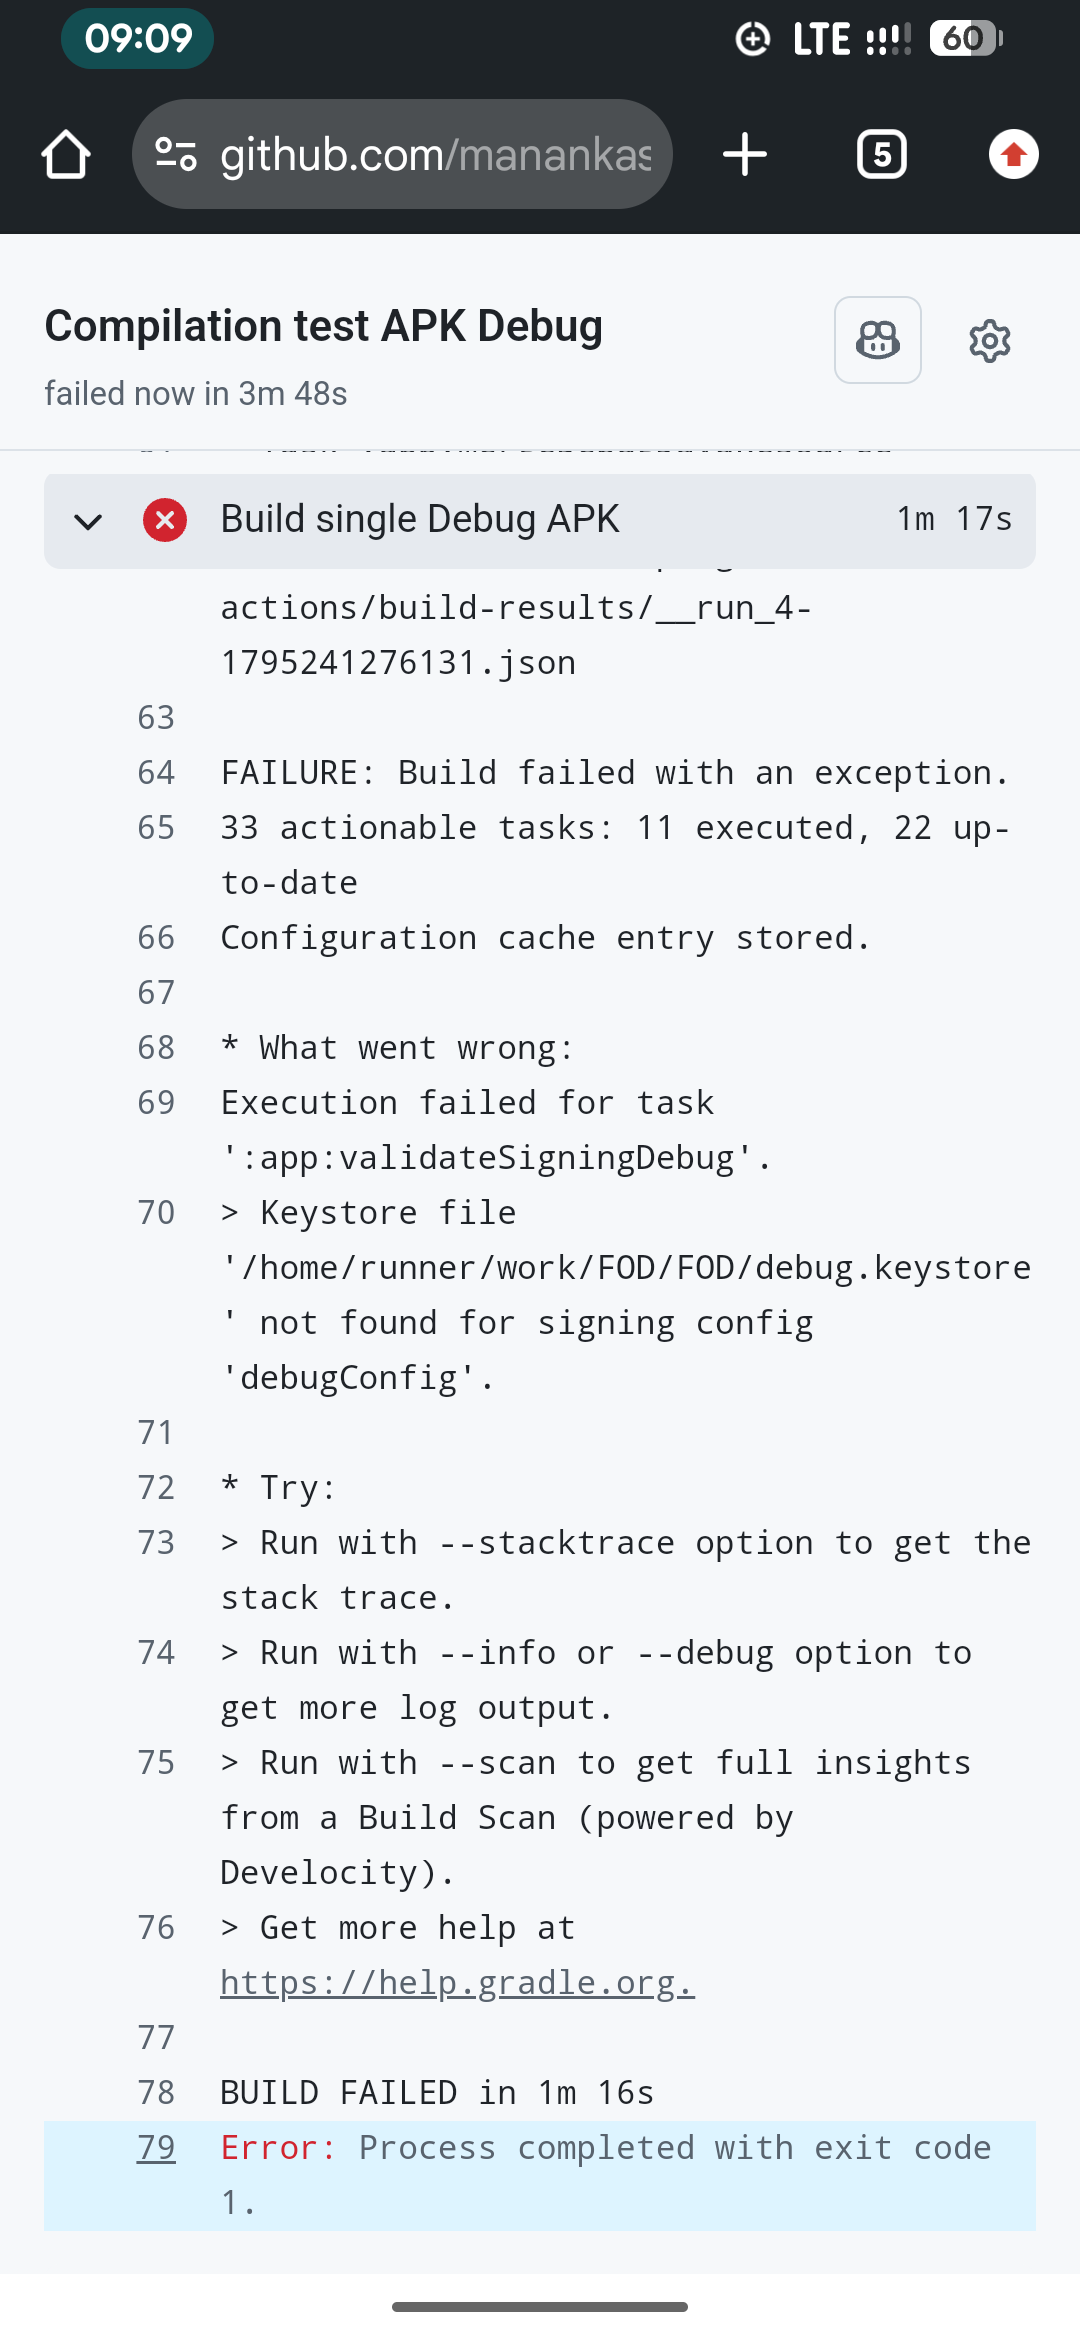 09:09
LTE
60
github.com/manankas
5
Compilation test APK Debug
failed now in 3m 48s
Build single Debug APK 1m 17s
actions/build-results/__run_4-
1795241276131.json
63
64 FAILURE: Build failed with an exception.
65 33 actionable tasks: 11 executed, 22 up-
to-date
66 Configuration cache entry stored.
67
68 * What went wrong:
69 Execution failed for task
':app:validateSigningDebug'.
70 > Keystore file
'/home/runner/work/FOD/FOD/debug.keystore
' not found for signing config
'debugConfig'.
71
72 * Try:
73 > Run with --stacktrace option to get the
stack trace.
74 > Run with --info or --debug option to
get more log output.
75 > Run with --scan to get full insights
from a Build Scan (powered by
Develocity).
76 > Get more help at
https://help.gradle.org.
77
78 BUILD FAILED in 1m 16s
79 Error: Process completed with exit code
1.